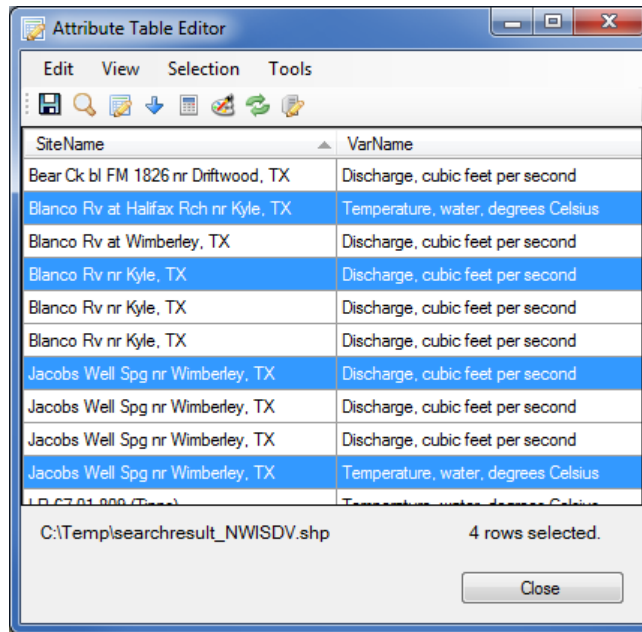 Attribute Table Editor
Edit View Selection Tools
SiteName VarName
Bear Ck bl FM 1826 nr Driftwood, TX Discharge, cubic feet per second
Blanco Rv at Halifax Rch nr Kyle, TX Temperature, water, degrees Celsius
Blanco Rv at Wimberley, TX Discharge, cubic feet per second
Blanco Rv nr Kyle, TX Discharge, cubic feet per second
Blanco Rv nr Kyle, TX Discharge, cubic feet per second
Blanco Rv nr Kyle, TX Discharge, cubic feet per second
Jacobs Well Spg nr Wimberley, TX Discharge, cubic feet per second
Jacobs Well Spg nr Wimberley, TX Discharge, cubic feet per second
Jacobs Well Spg nr Wimberley, TX Discharge, cubic feet per second
Jacobs Well Spg nr Wimberley, TX Temperature, water, degrees Celsius
Temperature, water, degrees Celsius
C:\Temp\searchresult_NWISDV.shp 4 rows selected.
Close